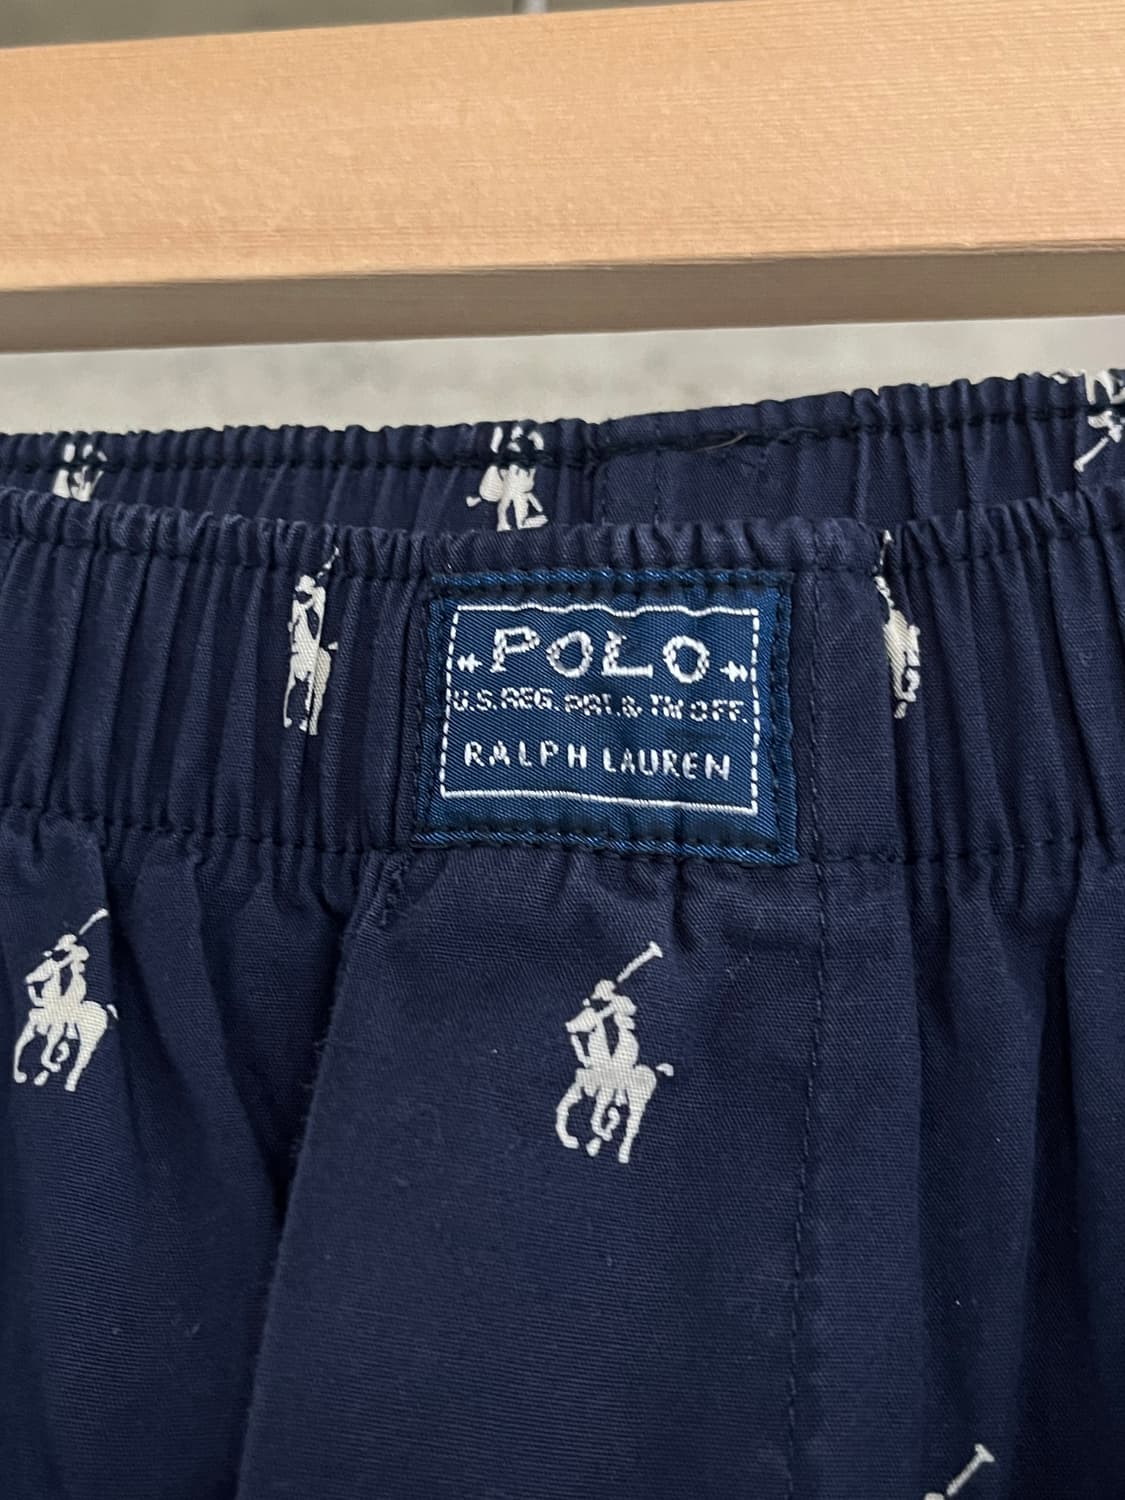 POLO
U.S. REG. PAT. & TM OFF.
RALPH LAUREN